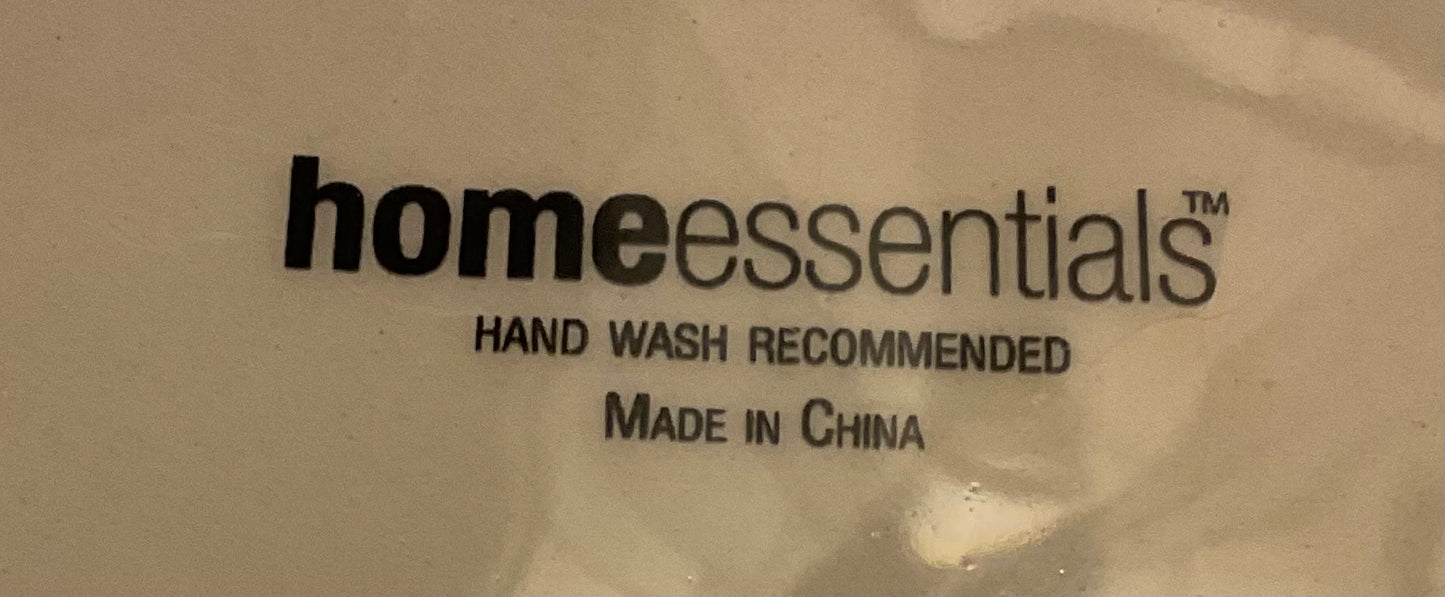 homeessentials™
HAND WASH RECOMMENDED
MADE IN CHINA